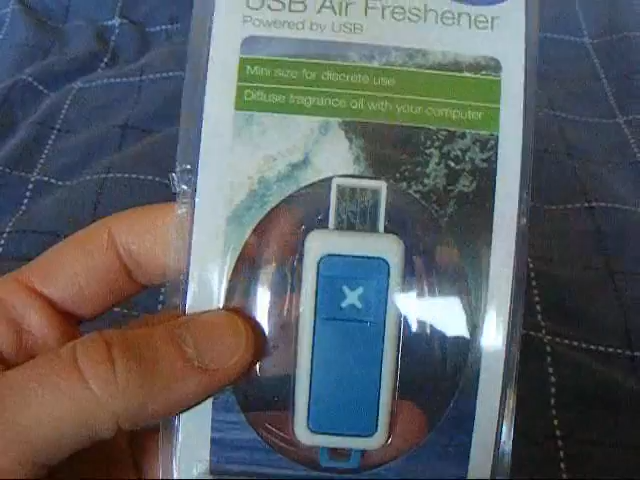 USB Air Freshener
Powered by USB
Mini size for discrete use
Diffuse fragrance oil with your computer